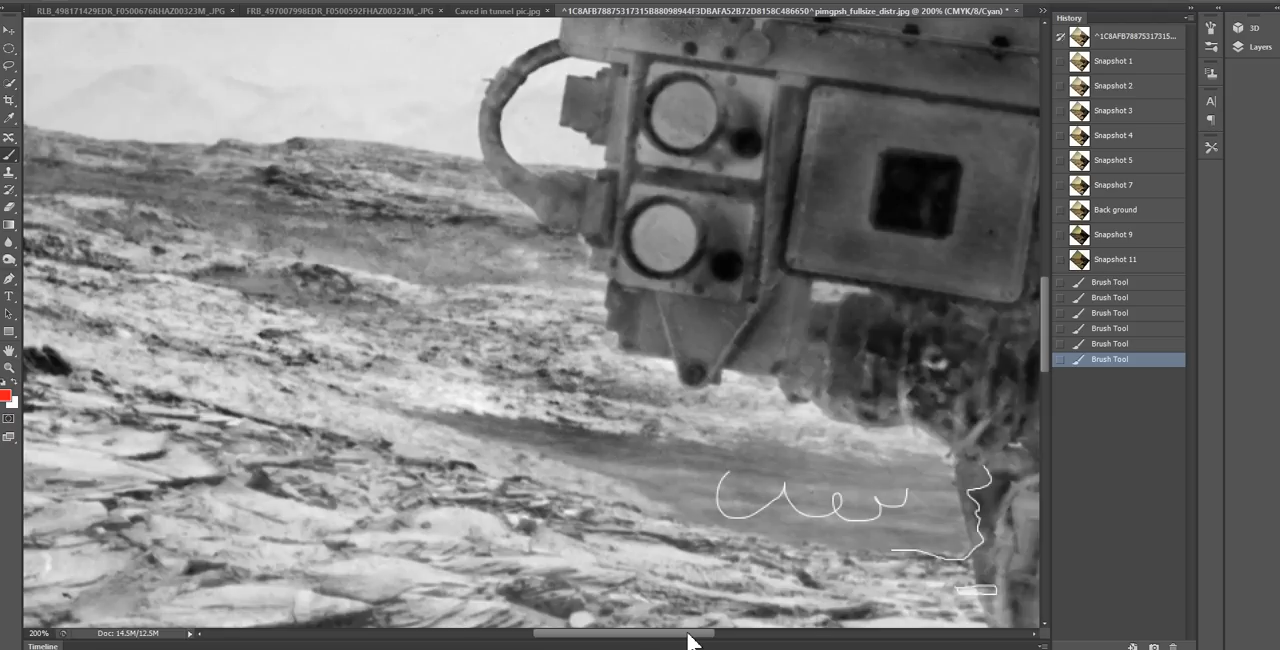 RLB_498171429EDR_F0500676RHAZ00323M_.JPG ×
FRB_497007998EDR_F0500592FHAZ00323M_.JPG ×
Caved in tunnel pic.jpg ×
^1C8AFB78875317315B88098944F3DBAFA52B72D8158C486650^pimgpsh_fullsize_distr.jpg @ 200% (CMYK/8/Cyan) * ×
History
^1C8AFB78875317315...
Snapshot 1
Snapshot 2
Snapshot 3
Snapshot 4
Snapshot 5
Snapshot 7
Back ground
Snapshot 9
Snapshot 11
Brush Tool
Brush Tool
Brush Tool
Brush Tool
Brush Tool
Brush Tool
3D
Layers
200%
Doc: 14.5M/12.5M
Timeline